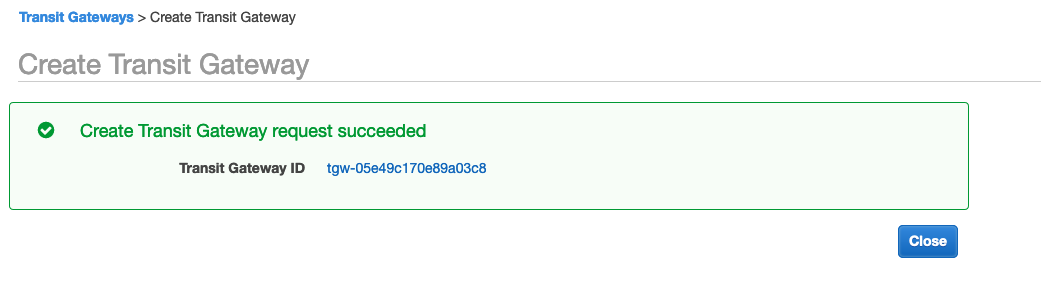 Transit Gateways > Create Transit Gateway
Create Transit Gateway
Create Transit Gateway request succeeded
Transit Gateway ID tgw-05e49c170e89a03c8
Close